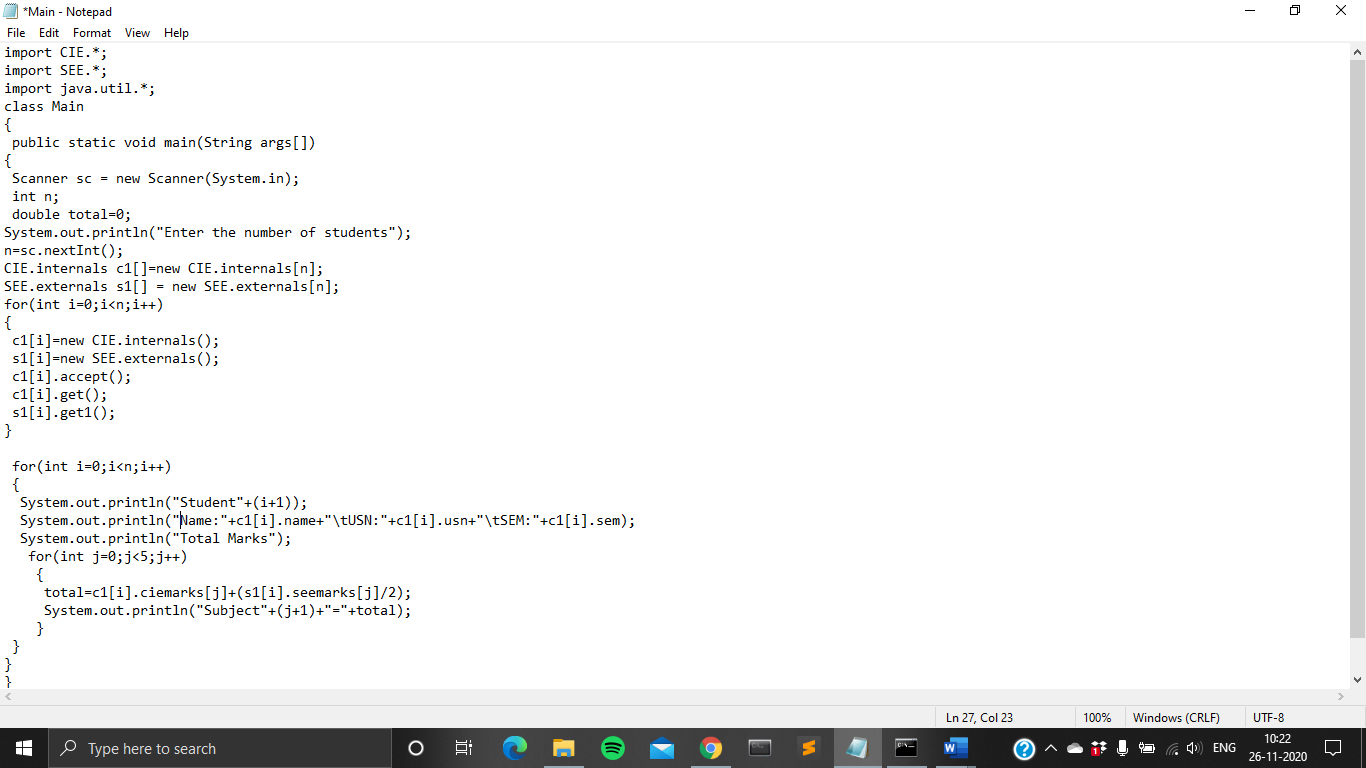 *Main - Notepad
File Edit Format View Help
import CIE.*;
import SEE.*;
import java.util.*;
class Main
{
 public static void main(String args[])
{
 Scanner sc = new Scanner(System.in);
 int n;
 double total=0;
System.out.println("Enter the number of students");
n=sc.nextInt();
CIE.internals c1[]=new CIE.internals[n];
SEE.externals s1[] = new SEE.externals[n];
for(int i=0;i<n;i++)
{
 c1[i]=new CIE.internals();
 s1[i]=new SEE.externals();
 c1[i].accept();
 c1[i].get();
 s1[i].get1();
}

 for(int i=0;i<n;i++)
 {
  System.out.println("Student"+(i+1));
  System.out.println("Name:"+c1[i].name+"\tUSN:"+c1[i].usn+"\tSEM:"+c1[i].sem);
  System.out.println("Total Marks");
   for(int j=0;j<5;j++)
    {
     total=c1[i].ciemarks[j]+(s1[i].seemarks[j]/2);
     System.out.println("Subject"+(j+1)+"="+total);
    }
 }
}
}
Ln 27, Col 23 100% Windows (CRLF) UTF-8
Type here to search
ENG
10:22
26-11-2020